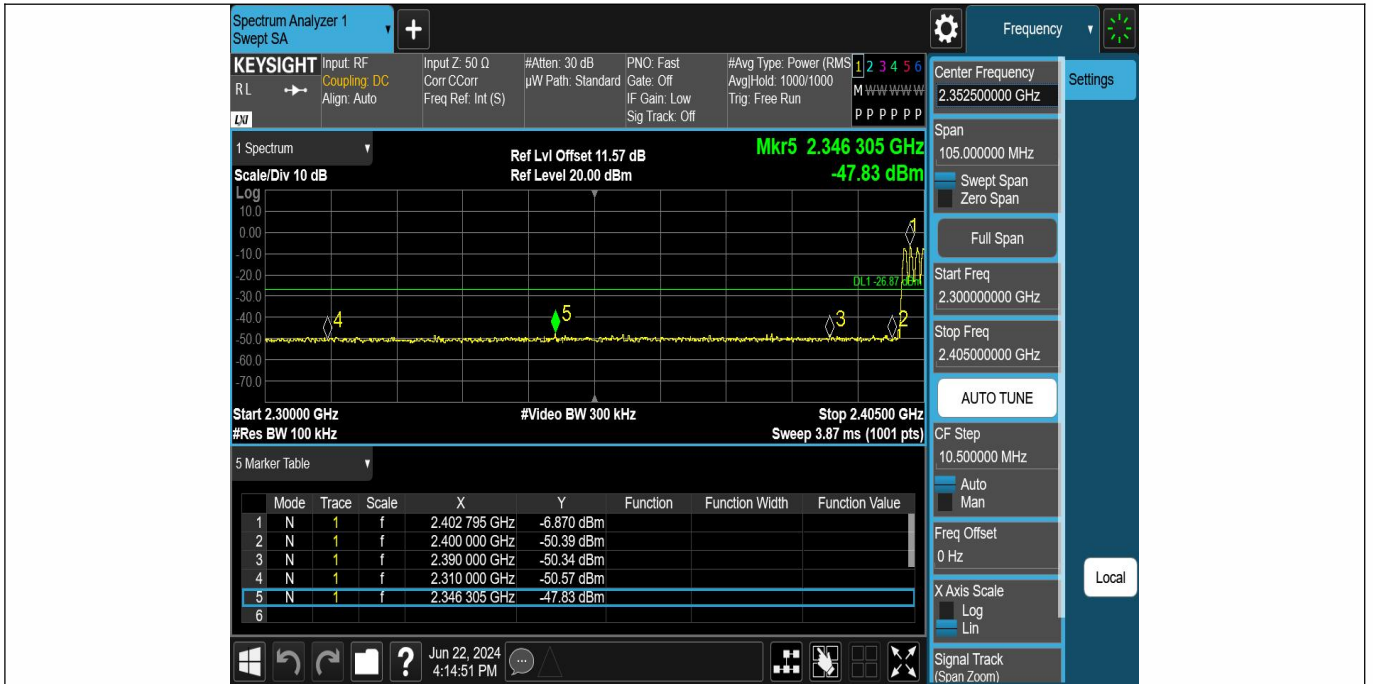 Spectrum Analyzer 1
Swept SA
+
Frequency
KEYSIGHT
RL
LXI
Input: RF
Coupling: DC
Align: Auto
Input Z: 50 Ω
Corr CCorr
Freq Ref: Int (S)
#Atten: 30 dB
µW Path: Standard
PNO: Fast
Gate: Off
IF Gain: Low
Sig Track: Off
#Avg Type: Power (RMS
Avg|Hold: 1000/1000
Trig: Free Run
1 2 3 4 5 6
M W W W W W
P P P P P P
1 Spectrum
Scale/Div 10 dB
Ref Lvl Offset 11.57 dB
Ref Level 20.00 dBm
Mkr5 2.346 305 GHz
-47.83 dBm
Log
10.0
0.00
-10.0
-20.0
-30.0
-40.0
-50.0
-60.0
-70.0
1
DL1 -26.87 dBm
4
5
3
2
Start 2.30000 GHz
#Video BW 300 kHz
Stop 2.40500 GHz
#Res BW 100 kHz
Sweep 3.87 ms (1001 pts)
5 Marker Table
Mode Trace Scale X Y Function Function Width Function Value
1 N 1 f 2.402 795 GHz -6.870 dBm
2 N 1 f 2.400 000 GHz -50.39 dBm
3 N 1 f 2.390 000 GHz -50.34 dBm
4 N 1 f 2.310 000 GHz -50.57 dBm
5 N 1 f 2.346 305 GHz -47.83 dBm
6
?
Jun 22, 2024
4:14:51 PM
Center Frequency
2.352500000 GHz
Settings
Span
105.000000 MHz
Swept Span
Zero Span
Full Span
Start Freq
2.300000000 GHz
Stop Freq
2.405000000 GHz
AUTO TUNE
CF Step
10.500000 MHz
Auto
Man
Freq Offset
0 Hz
Local
X Axis Scale
Log
Lin
Signal Track
(Span Zoom)